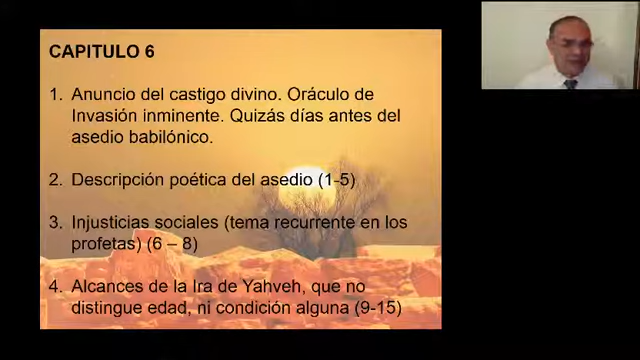 CAPITULO 6
1. Anuncio del castigo divino. Oráculo de
Invasión inminente. Quizás días antes del
asedio babilónico.
2. Descripción poética del asedio (1-5)
3. Injusticias sociales (tema recurrente en los
profetas) (6 – 8)
4. Alcances de la Ira de Yahveh, que no
distingue edad, ni condición alguna (9-15)